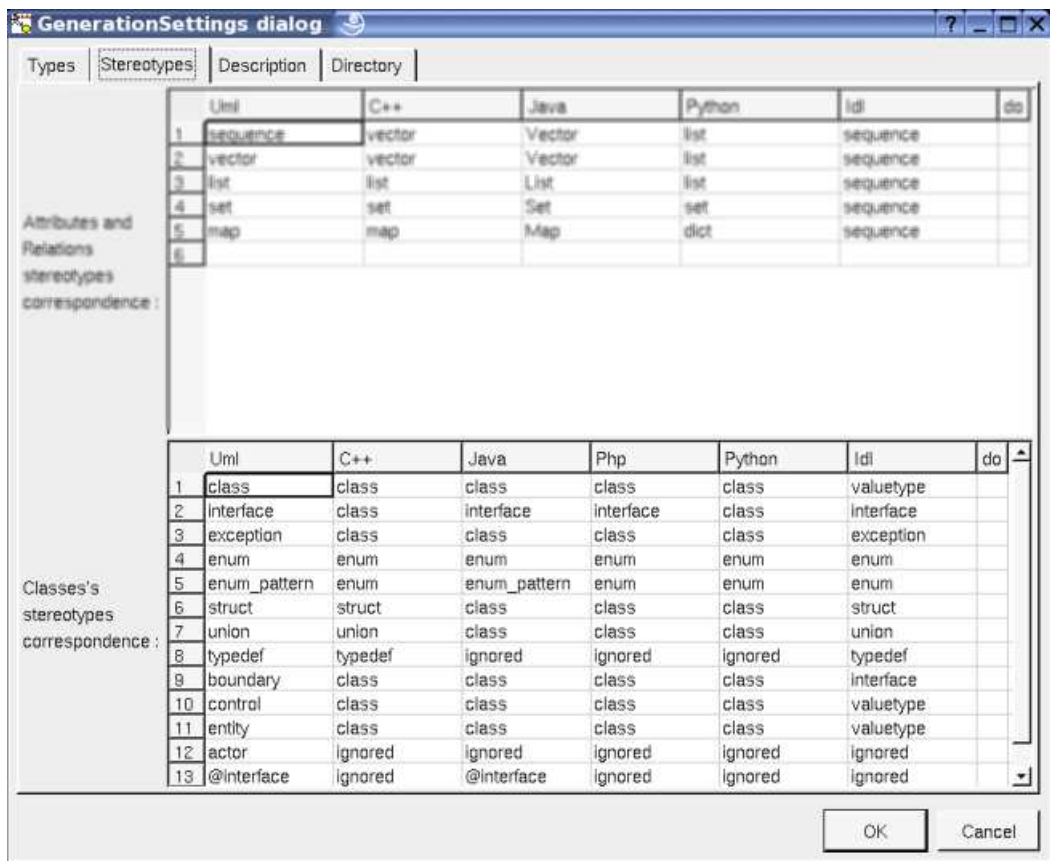 GenerationSettings dialog ? _ □ X
Types Stereotypes Description Directory
Uml C++ Java Python Idl do
1 sequence vector Vector list sequence
2 vector vector Vector list sequence
3 list list List list sequence
4 set set Set set sequence
5 map map Map dict sequence
6
Attributes and
Relations
stereotypes
correspondence :
Uml C++ Java Php Python Idl do
1 class class class class class valuetype
2 interface class interface interface class interface
3 exception class class class class exception
4 enum enum enum enum enum enum
5 enum_pattern enum enum_pattern enum enum enum
6 struct struct class class class struct
7 union union class class class union
8 typedef typedef ignored ignored ignored typedef
9 boundary class class class class interface
10 control class class class class valuetype
11 entity class class class class valuetype
12 actor ignored ignored ignored ignored ignored
13 @interface ignored @interface ignored ignored ignored
Classes's
stereotypes
correspondence :
OK Cancel